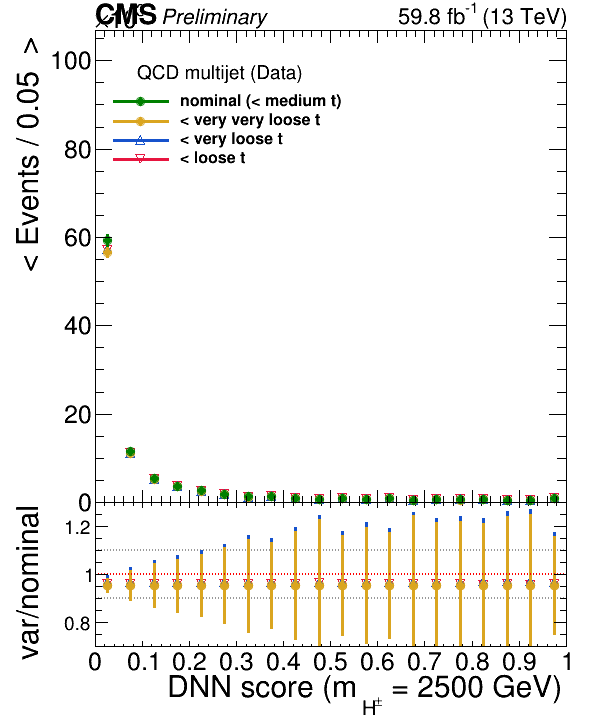 CMS Preliminary 59.8 fb⁻¹ (13 TeV)
< Events / 0.05 >
100
80
60
40
20
0
QCD multijet (Data)
nominal (< medium t)
< very very loose t
< very loose t
< loose t
var/nominal
1.2
1
0.8
0 0.1 0.2 0.3 0.4 0.5 0.6 0.7 0.8 0.9 1
DNN score (m_H± = 2500 GeV)